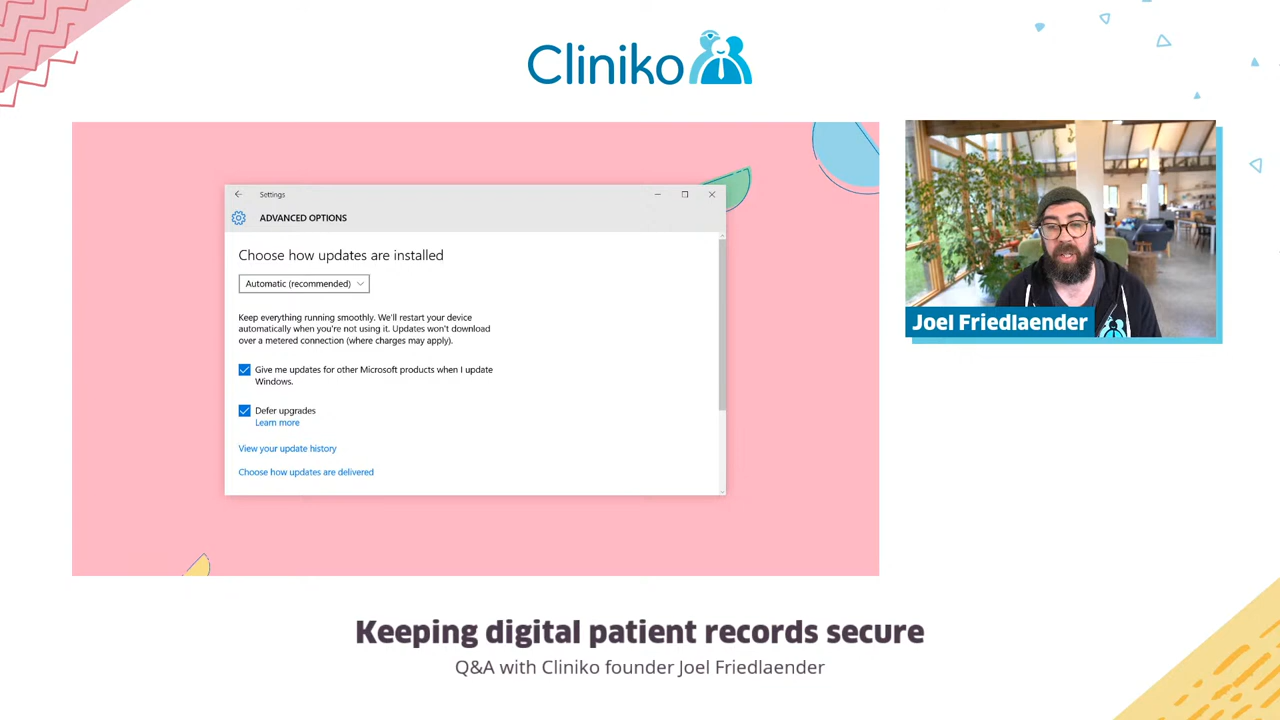 Cliniko
Settings
ADVANCED OPTIONS
Choose how updates are installed
Automatic (recommended)
Keep everything running smoothly. We'll restart your device
automatically when you're not using it. Updates won't download
over a metered connection (where charges may apply).
Give me updates for other Microsoft products when I update
Windows.
Defer upgrades
Learn more
View your update history
Choose how updates are delivered
Joel Friedlaender
Keeping digital patient records secure
Q&A with Cliniko founder Joel Friedlaender